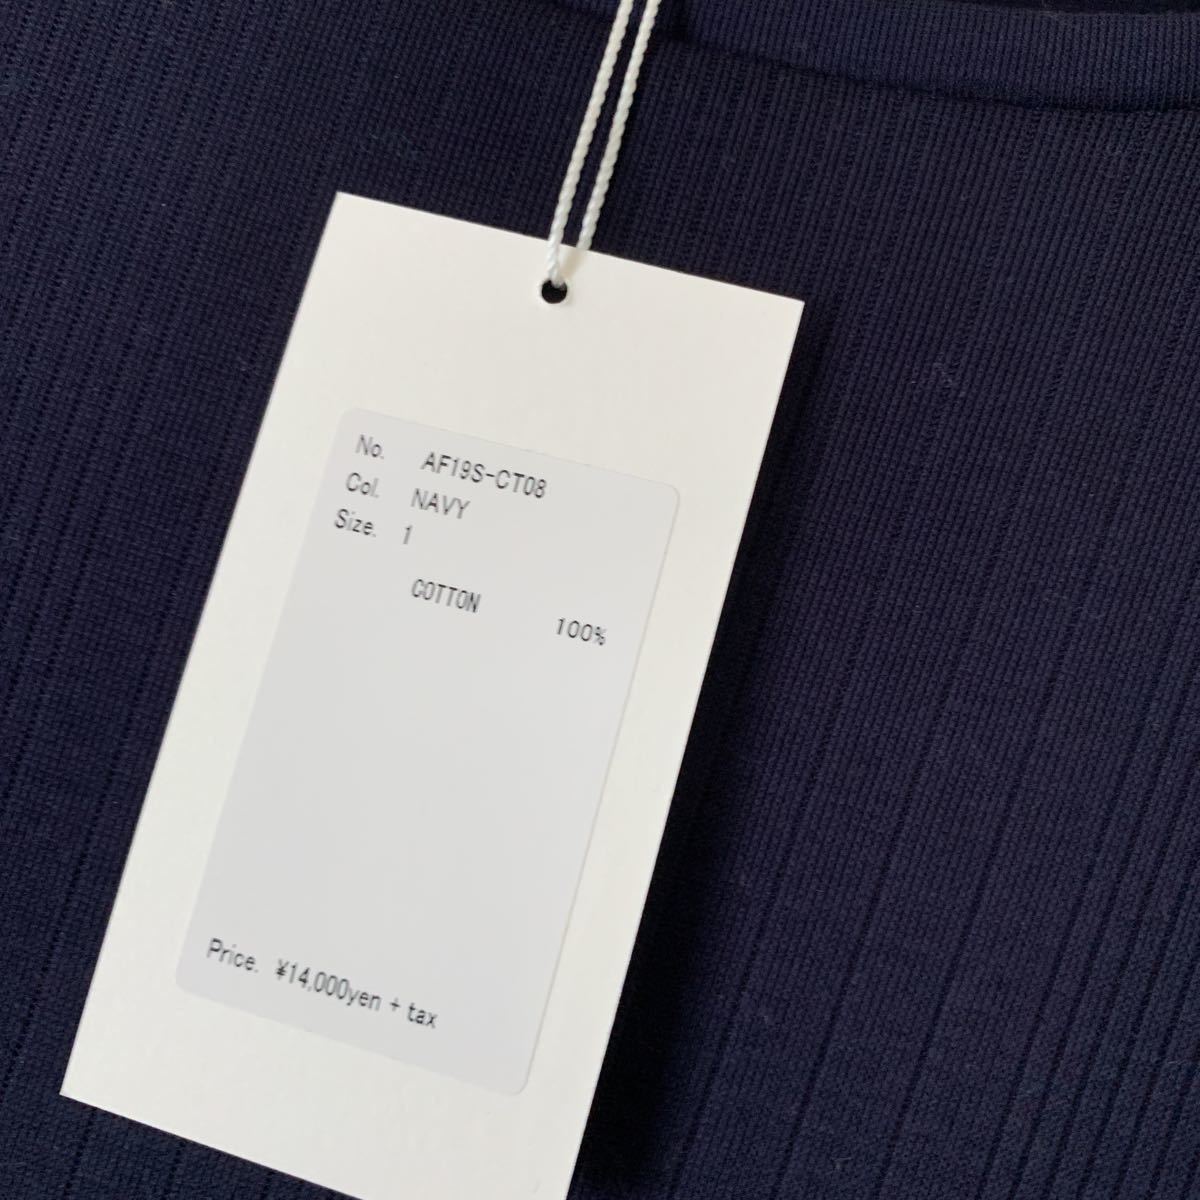 No. AF19S-CT08
Col. NAVY
Size. 1
COTTON 100%
Price. ¥14,000yen + tax